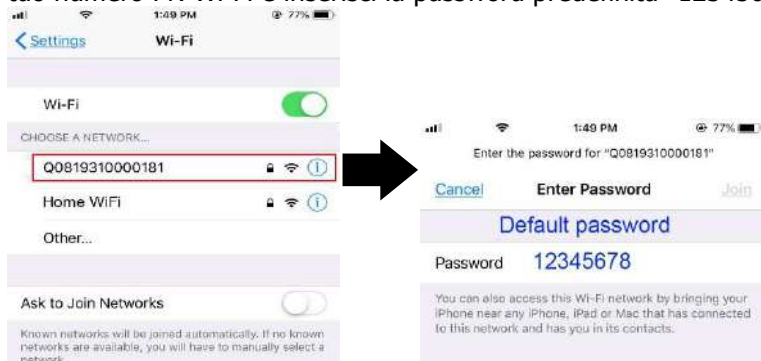 numero Wi-Fi e inserisci la password predefinita
1:49 PM
77%
Settings
Wi-Fi
Wi-Fi
CHOOSE A NETWORK...
Q0819310000181
Home WiFi
Other...
Ask to Join Networks
Known networks will be joined automatically. If no known
networks are available, you will have to manually select a
network.
1:49 PM
77%
Enter the password for "Q0819310000181"
Cancel
Enter Password
Join
Default password
Password
12345678
You can also access this Wi-Fi network by bringing your
iPhone near any iPhone, iPad or Mac that has connected
to this network and has you in its contacts.